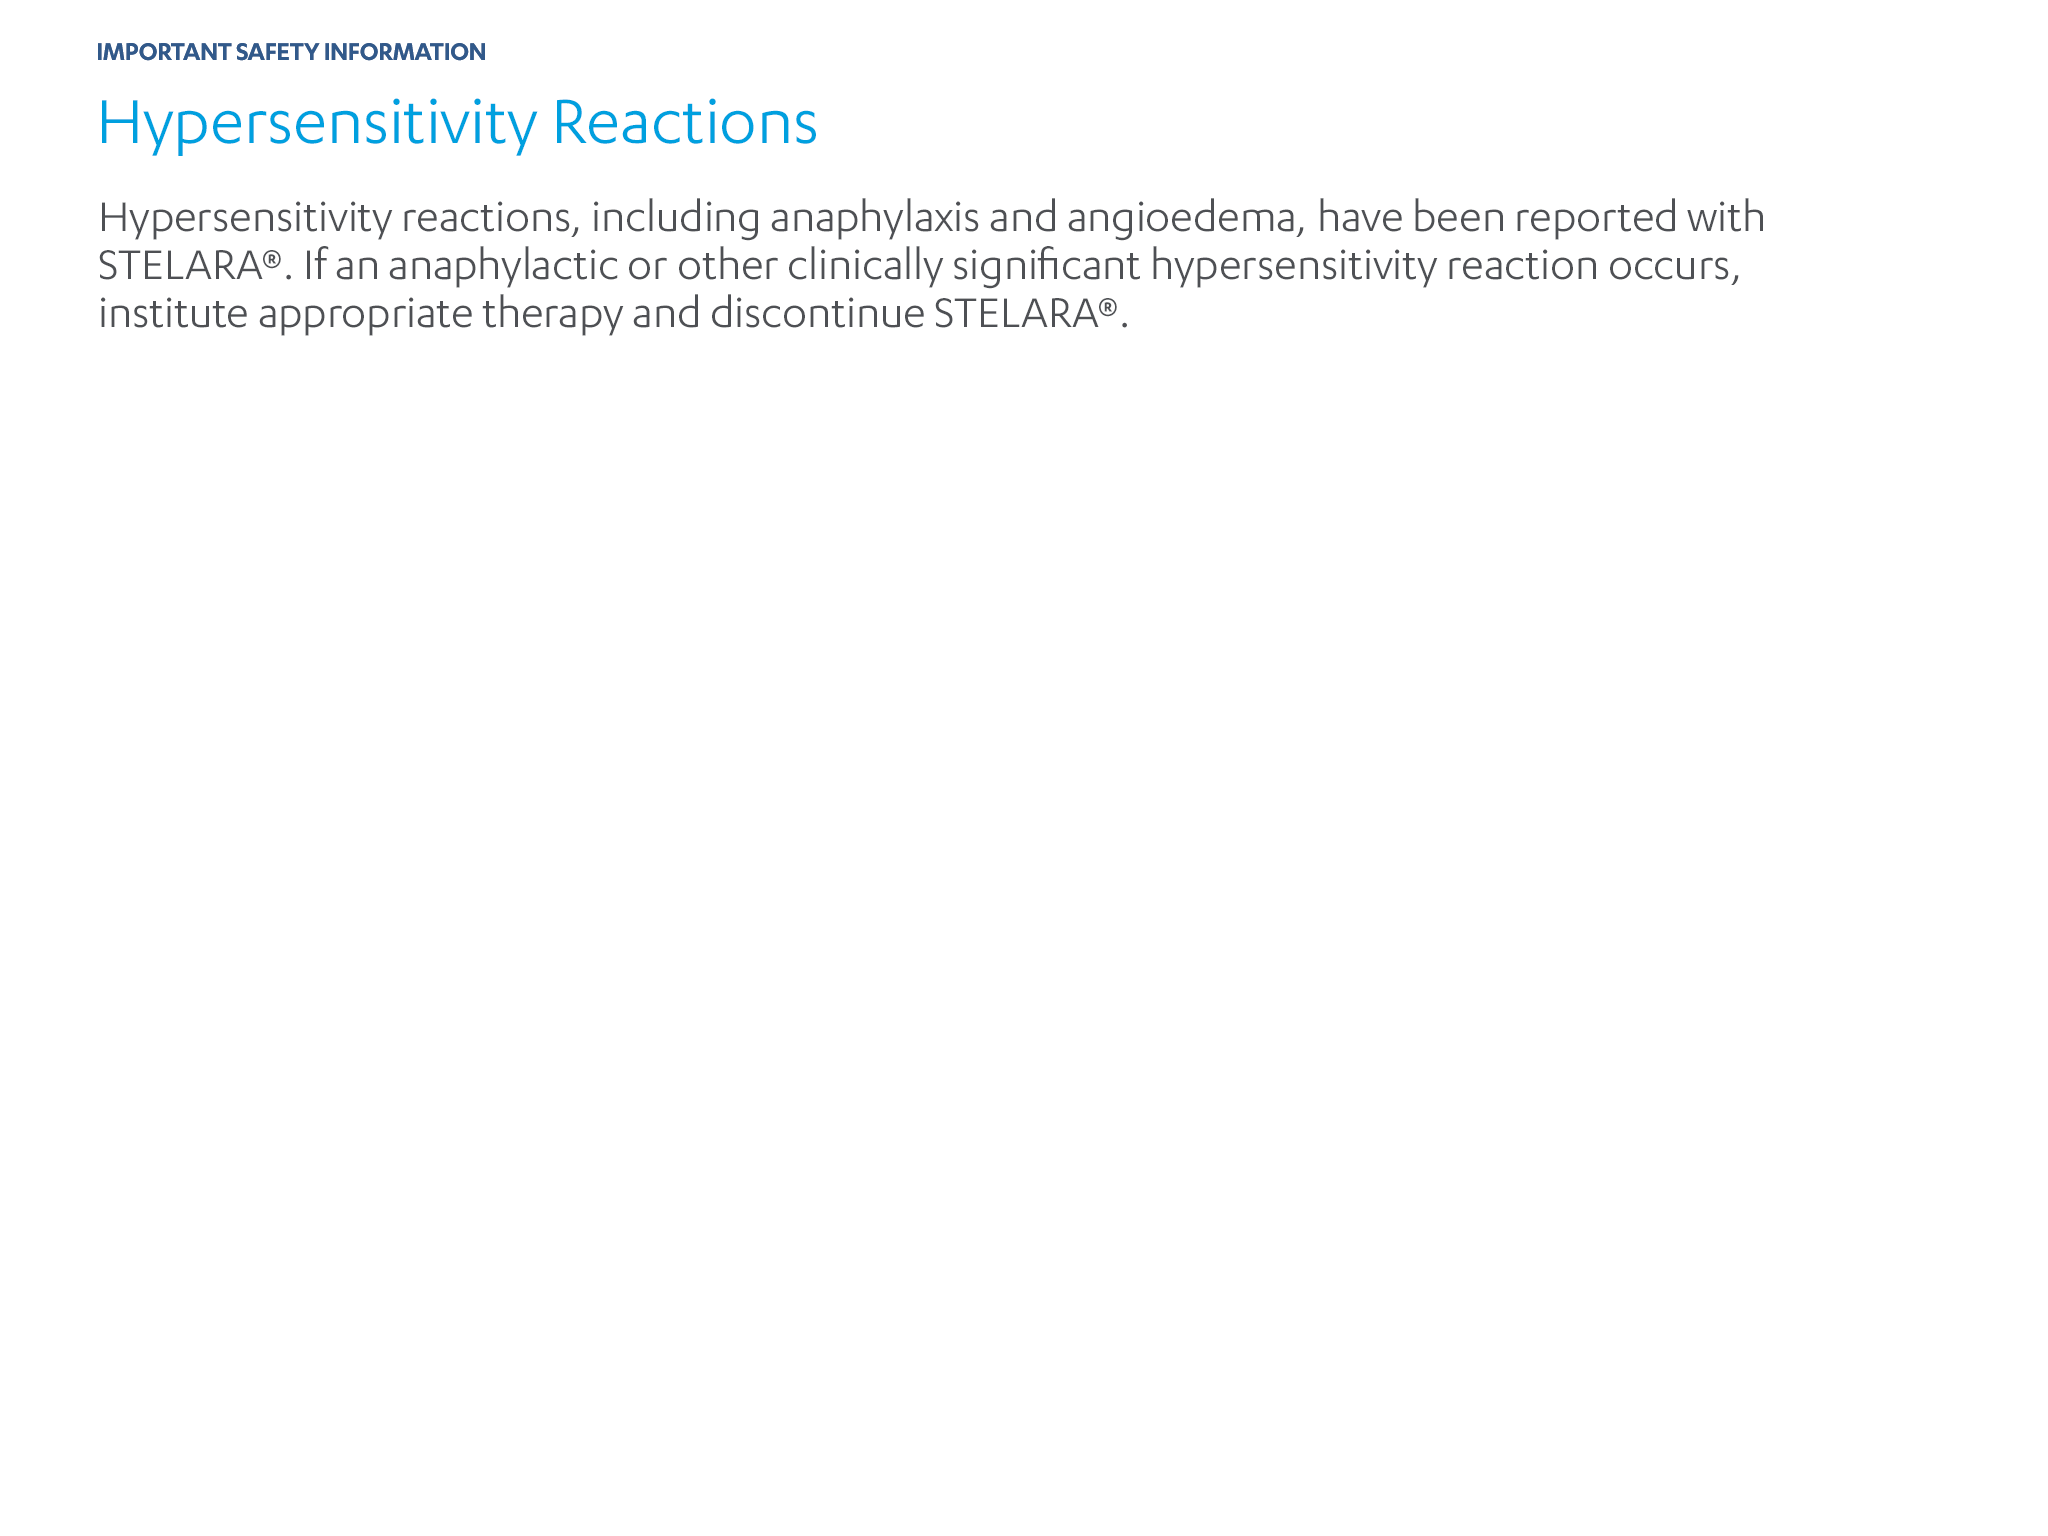 IMPORTANT SAFETY INFORMATION
Hypersensitivity Reactions
Hypersensitivity reactions, including anaphylaxis and angioedema, have been reported with
STELARA®. If an anaphylactic or other clinically significant hypersensitivity reaction occurs,
institute appropriate therapy and discontinue STELARA®.